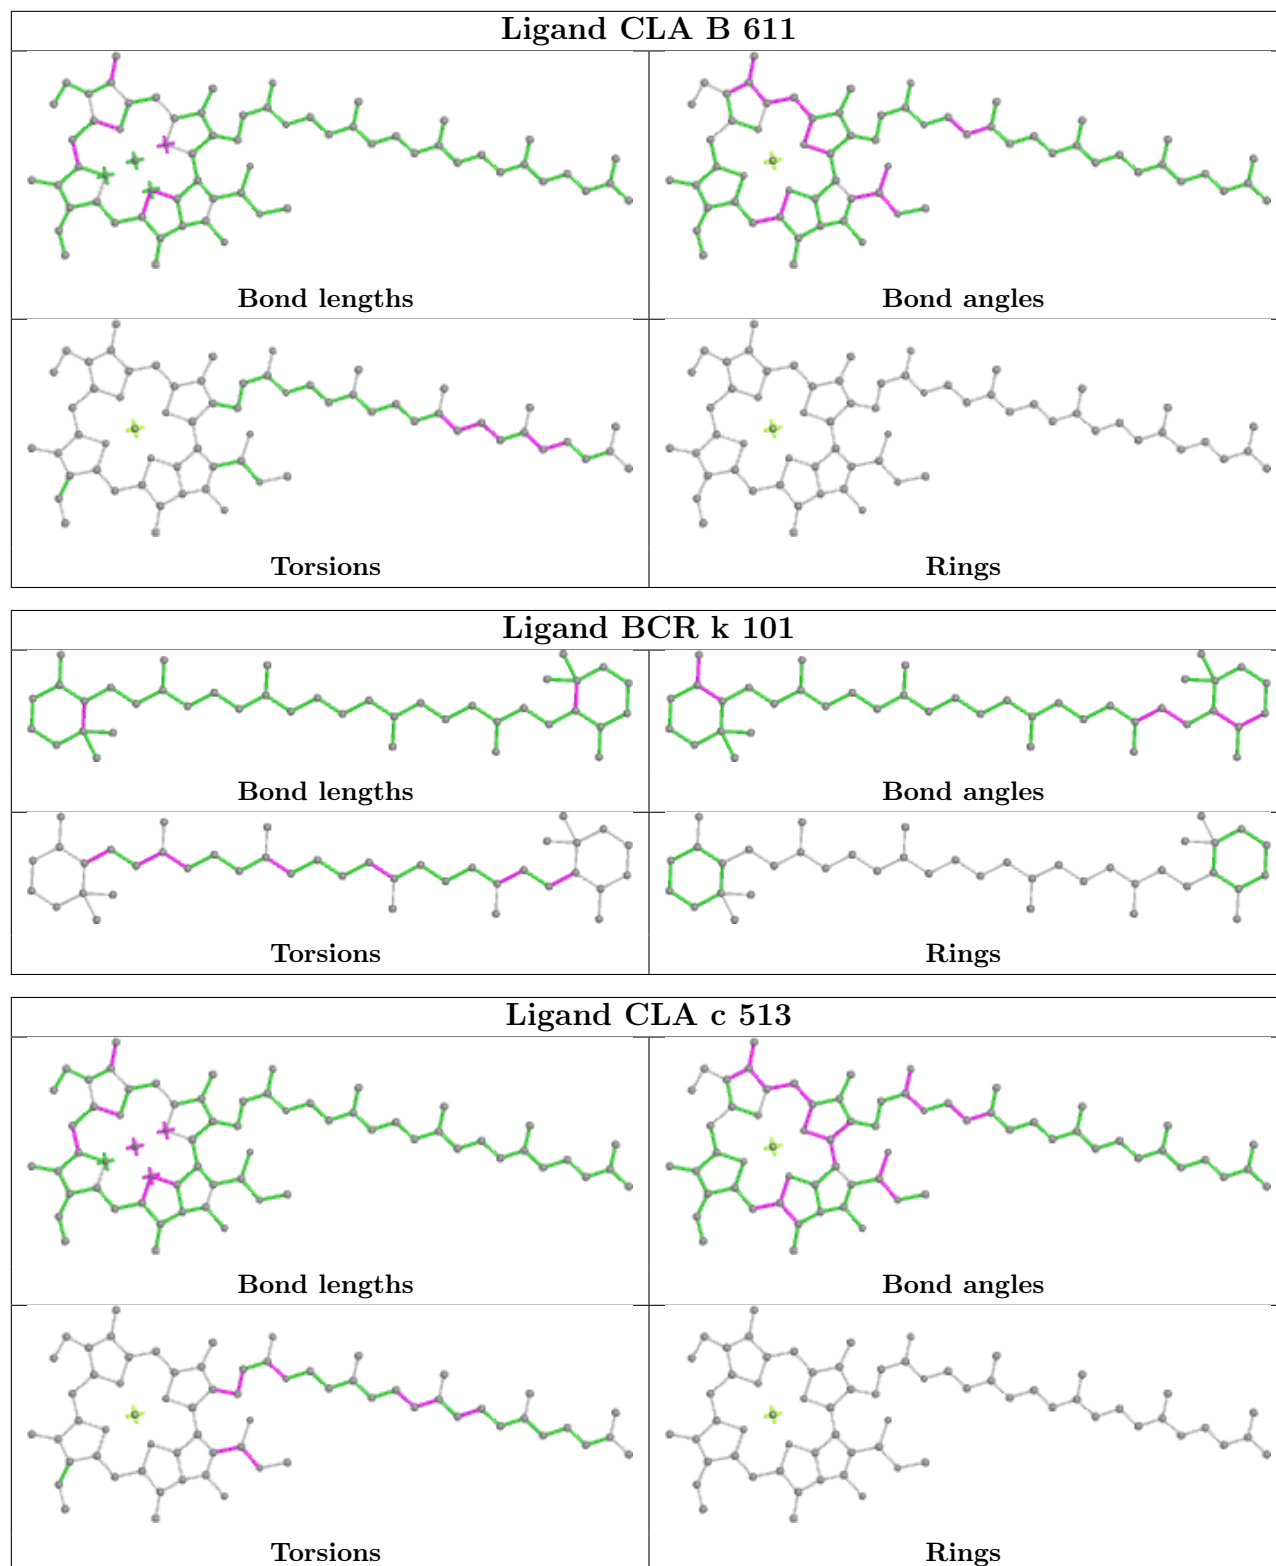 Ligand CLA B 611
Bond lengths
Bond angles
Torsions
Rings
Ligand BCR k 101
Bond lengths
Bond angles
Torsions
Rings
Ligand CLA c 513
Bond lengths
Bond angles
Torsions
Rings